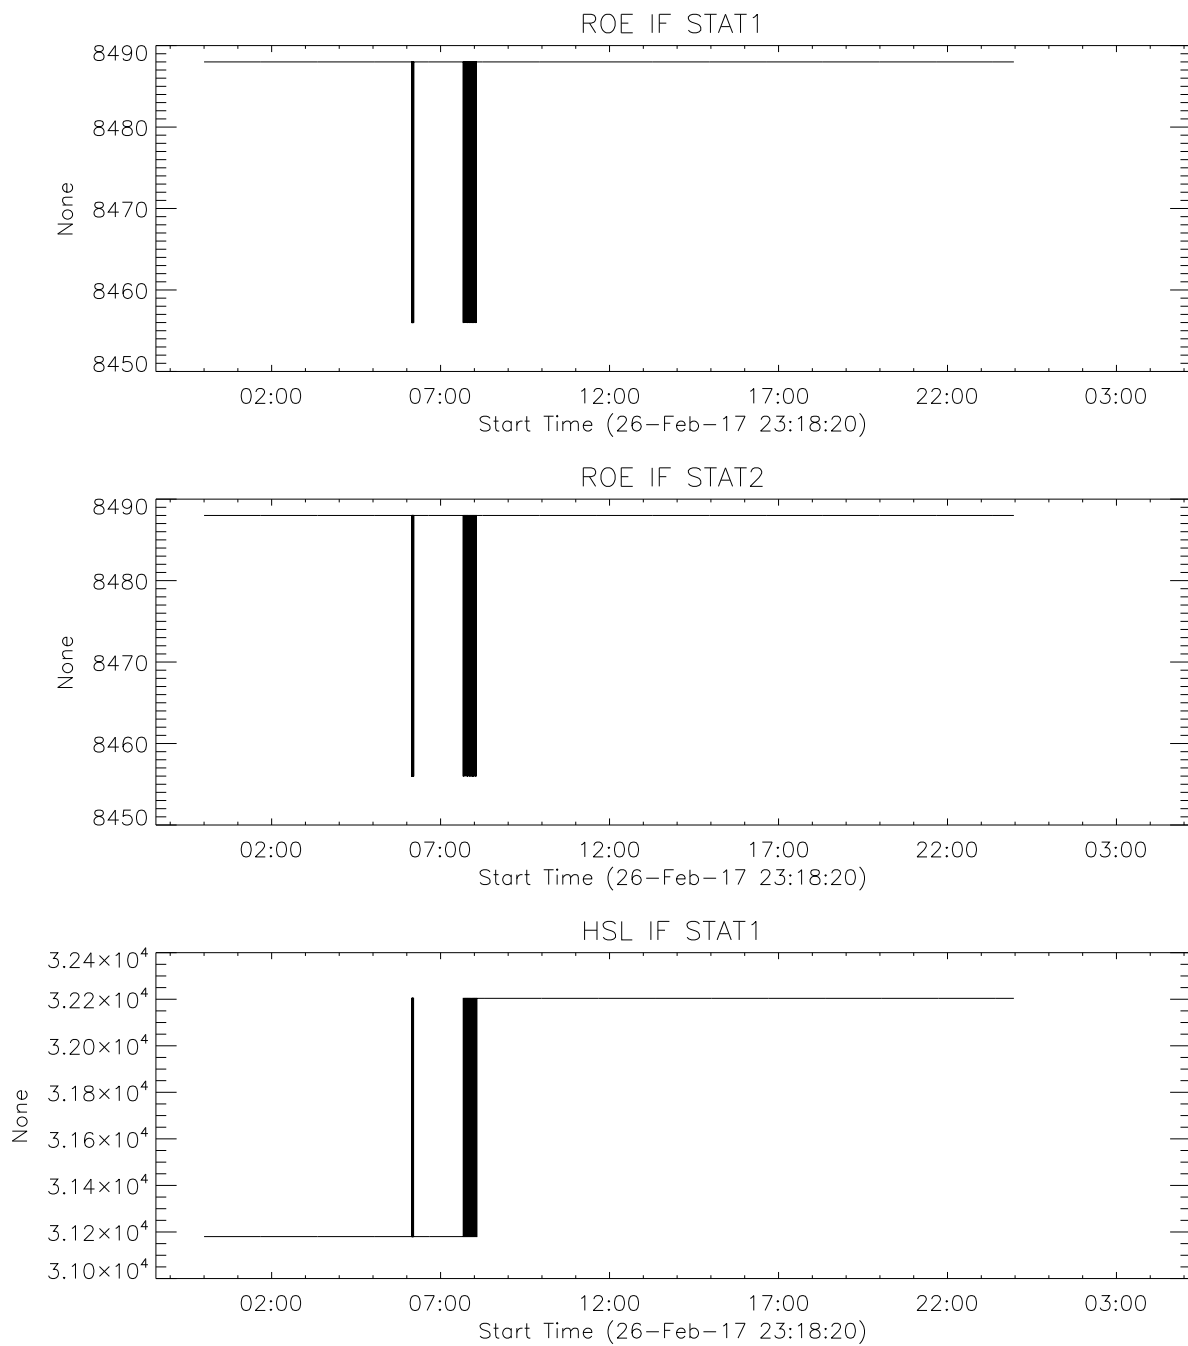 ROE IF STAT1
8490
8480
8470
8460
8450
None
02:00 07:00 12:00 17:00 22:00 03:00
Start Time (26-Feb-17 23:18:20)
ROE IF STAT2
8490
8480
8470
8460
8450
None
02:00 07:00 12:00 17:00 22:00 03:00
Start Time (26-Feb-17 23:18:20)
HSL IF STAT1
3.24×10⁴
3.22×10⁴
3.20×10⁴
3.18×10⁴
3.16×10⁴
3.14×10⁴
3.12×10⁴
3.10×10⁴
None
02:00 07:00 12:00 17:00 22:00 03:00
Start Time (26-Feb-17 23:18:20)